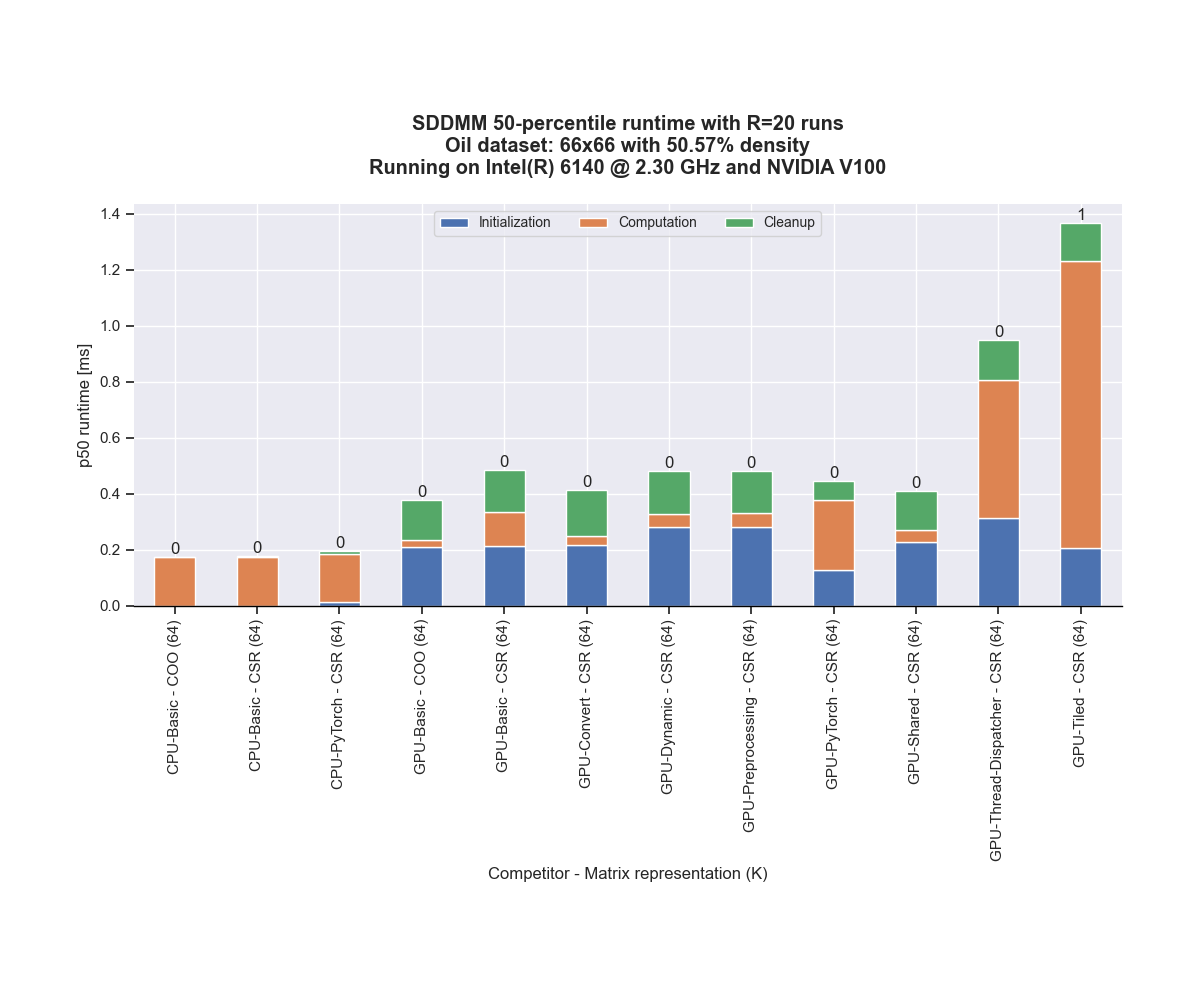 SDDMM 50-percentile runtime with R=20 runs
Oil dataset: 66x66 with 50.57% density
Running on Intel(R) 6140 @ 2.30 GHz and NVIDIA V100
Initialization
Computation
Cleanup
p50 runtime [ms]
1.4
1.2
1.0
0.8
0.6
0.4
0.2
0.0
0
0
0
0
0
0
0
0
0
0
0
1
CPU-Basic - COO (64)
CPU-Basic - CSR (64)
CPU-PyTorch - CSR (64)
GPU-Basic - COO (64)
GPU-Basic - CSR (64)
GPU-Convert - CSR (64)
GPU-Dynamic - CSR (64)
GPU-Preprocessing - CSR (64)
GPU-PyTorch - CSR (64)
GPU-Shared - CSR (64)
GPU-Thread-Dispatcher - CSR (64)
GPU-Tiled - CSR (64)
Competitor - Matrix representation (K)